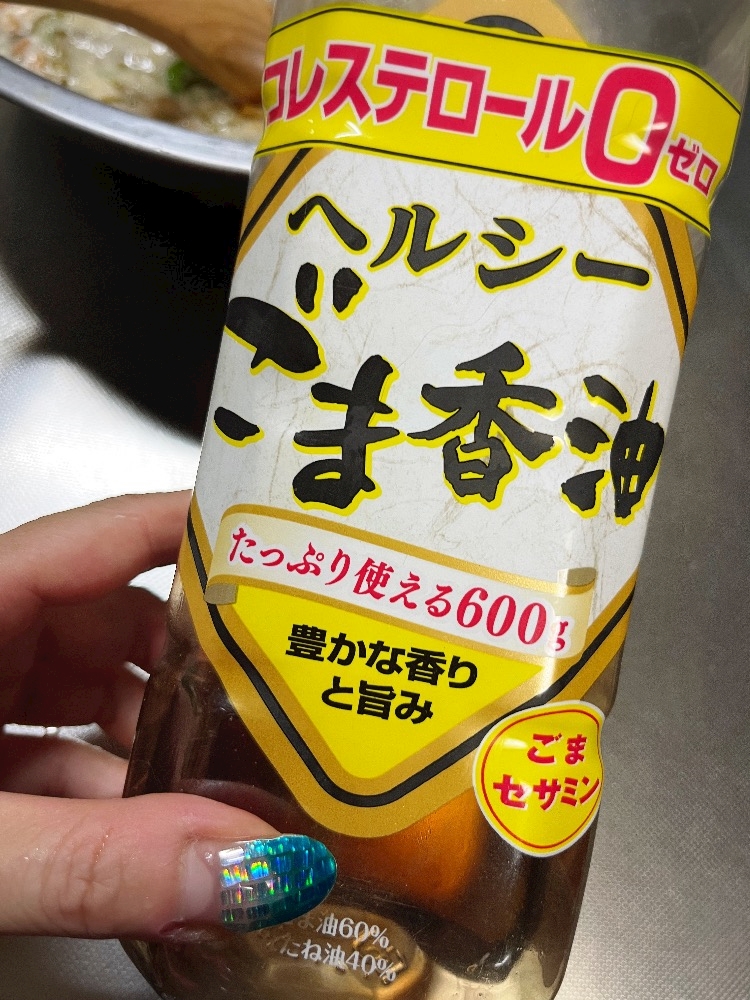 コレステロール0ゼロ
ヘルシー
ごま香油
たっぷり使える600g
豊かな香り
と旨み
ごま
セサミン
ま油60%
たね油40%